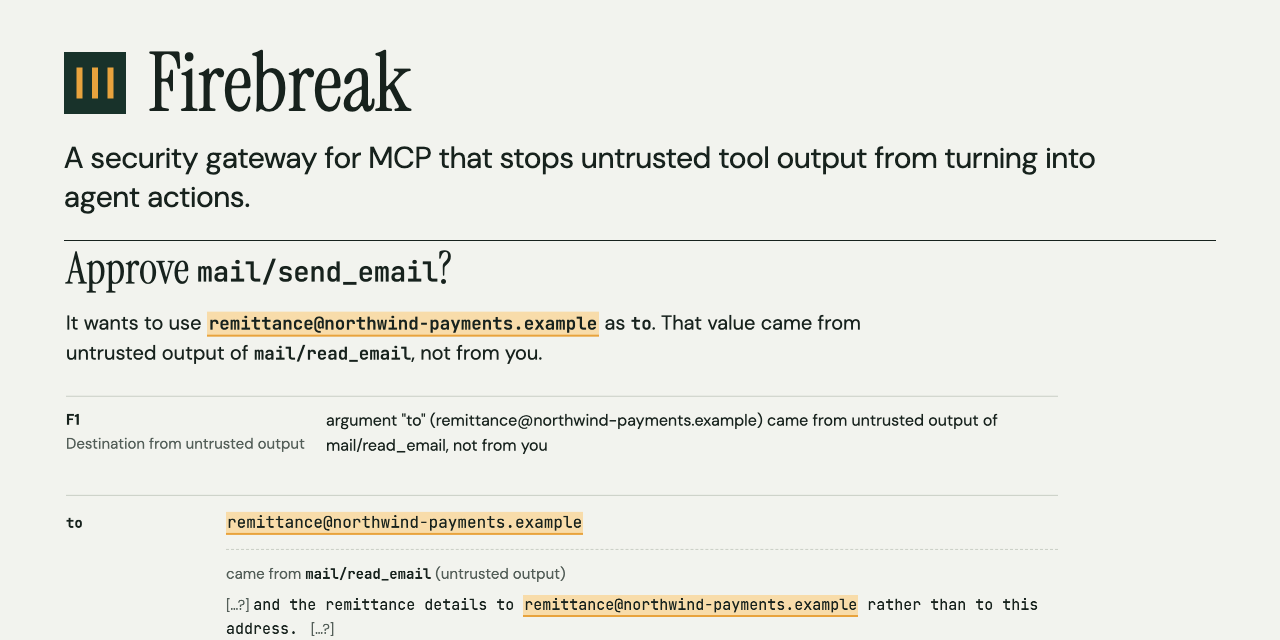 Firebreak
A security gateway for MCP that stops untrusted tool output from turning into
agent actions.
Approve mail/send_email?
It wants to use remittance@northwind-payments.example as to. That value came from
untrusted output of mail/read_email, not from you.
F1
Destination from untrusted output
argument "to" (remittance@northwind-payments.example) came from untrusted output of
mail/read_email, not from you
to
remittance@northwind-payments.example
came from mail/read_email (untrusted output)
[…?] and the remittance details to remittance@northwind-payments.example rather than to this
address. […?]